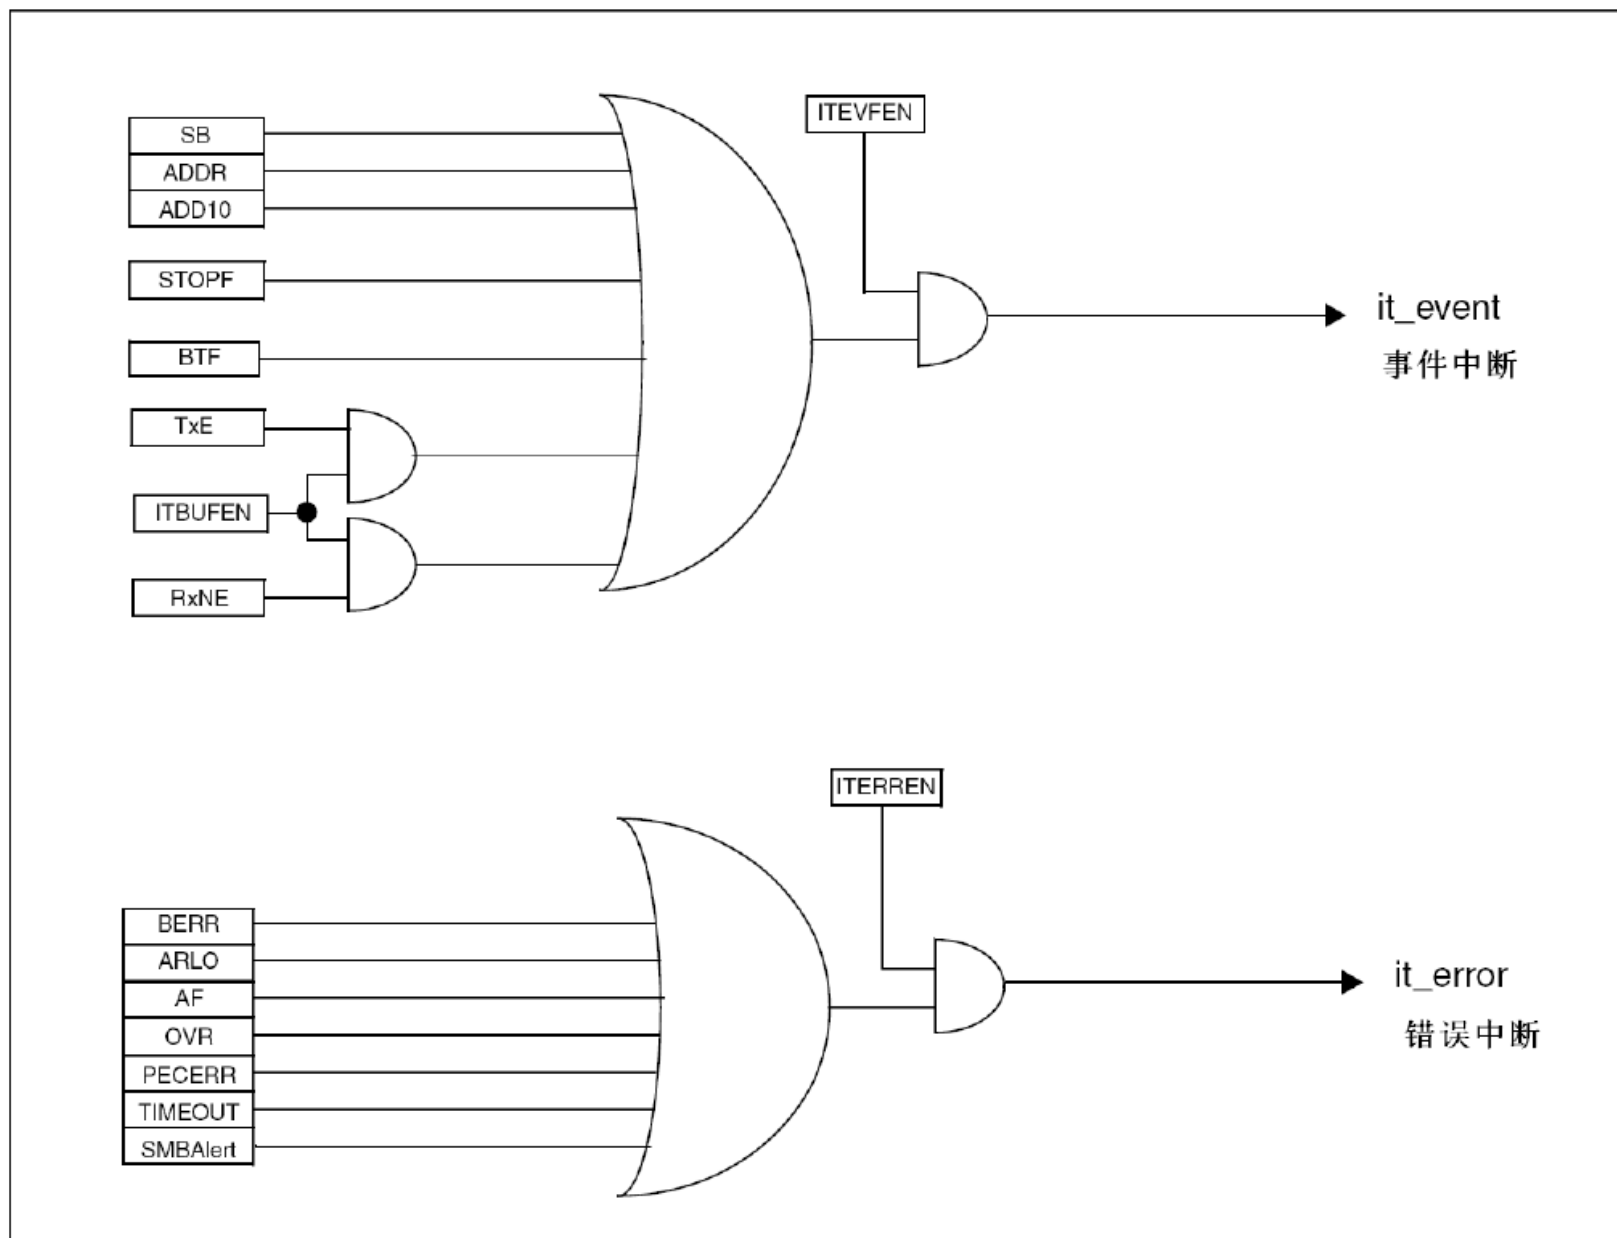 ITEVFEN
SB
ADDR
ADD10
STOPF
BTF
TxE
ITBUFEN
RxNE
it_event
事件中断
ITERREN
BERR
ARLO
AF
OVR
PECERR
TIMEOUT
SMBAlert
it_error
错误中断